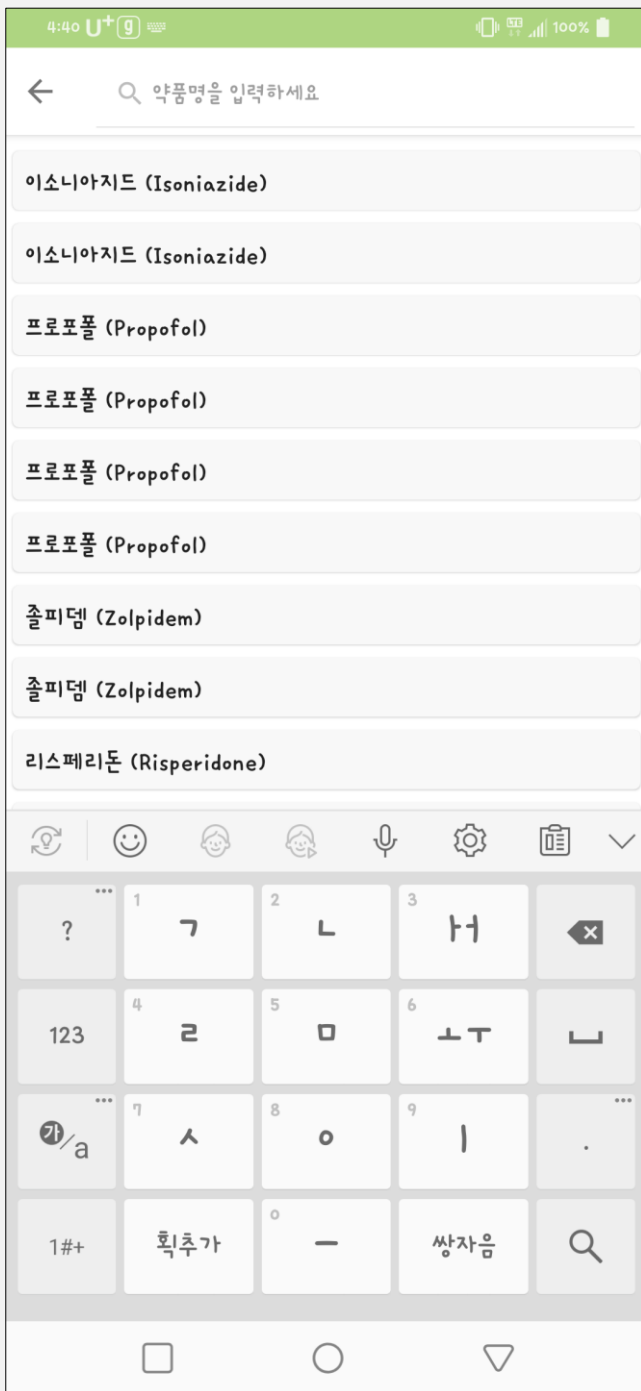 4:40 U+ g LTE 100%
약품명을 입력하세요
이소니아지드 (Isoniazide)
이소니아지드 (Isoniazide)
프로포폴 (Propofol)
프로포폴 (Propofol)
프로포폴 (Propofol)
프로포폴 (Propofol)
졸피뎀 (Zolpidem)
졸피뎀 (Zolpidem)
리스페리돈 (Risperidone)
? 1 ㄱ 2 ㄴ 3 ㅏㅓ
123 4 ㄹ 5 ㅁ 6 ㅗㅜ
가/a 7 ㅅ 8 ㅇ 9 ㅣ .
1#+ 획추가 0 ㅡ 쌍자음